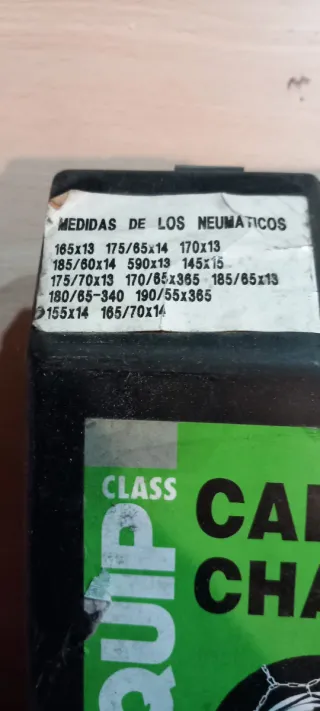 MEDIDAS DE LOS NEUMATICOS
165x13 175/65x14 170x13
185/60x14 590x13 145x15
175/70x13 170/65x365 185/65x13
180/65-340 190/55x365
155x14 165/70x14
CLASS
QUIP
CA
CHA